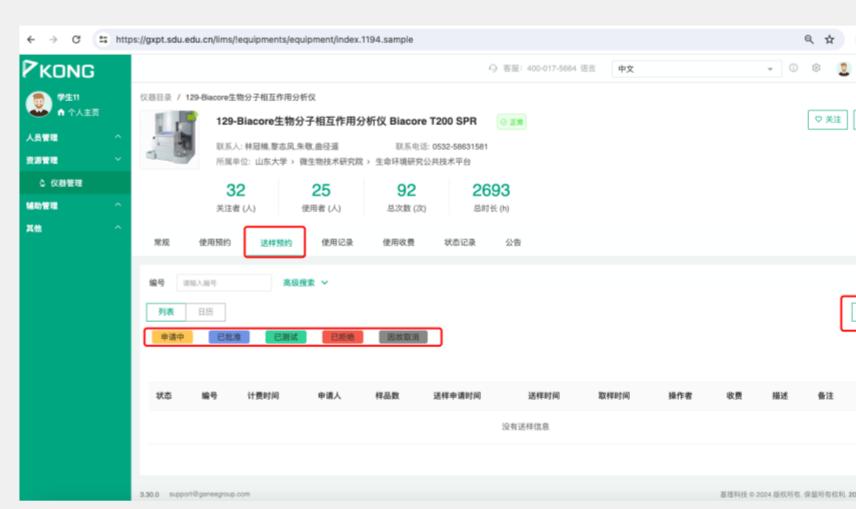 https://gxpt.sdu.edu.cn/lims/!equipments/equipment/index.1194.sample
KONG
客服：400-017-5664 语言 中文
学生11
个人主页
仪器目录 / 129-Biacore生物分子相互作用分析仪
129-Biacore生物分子相互作用分析仪 Biacore T200 SPR 正常
关注
人员管理
联系人: 联系电话: 0532-58631581
资源管理
所属单位: 山东大学 › 微生物技术研究院 › 生命环境研究公共技术平台
仪器管理
32 25 92 2693
辅助管理
关注者 (人) 使用者 (人) 总次数 (次) 总时长 (h)
其他
常规 使用预约 送样预约 使用记录 使用收费 状态记录 公告
编号 请输入编号 高级搜索
列表 日历
申请中 已批准 已测试 已拒绝 因故取消
状态 编号 计费时间 申请人 样品数 送样申请时间 送样时间 取样时间 操作者 收费 描述 备注
没有送样信息
3.30.0 support@geneegroup.com 基理科技 © 2024 版权所有. 保留所有权利. 20